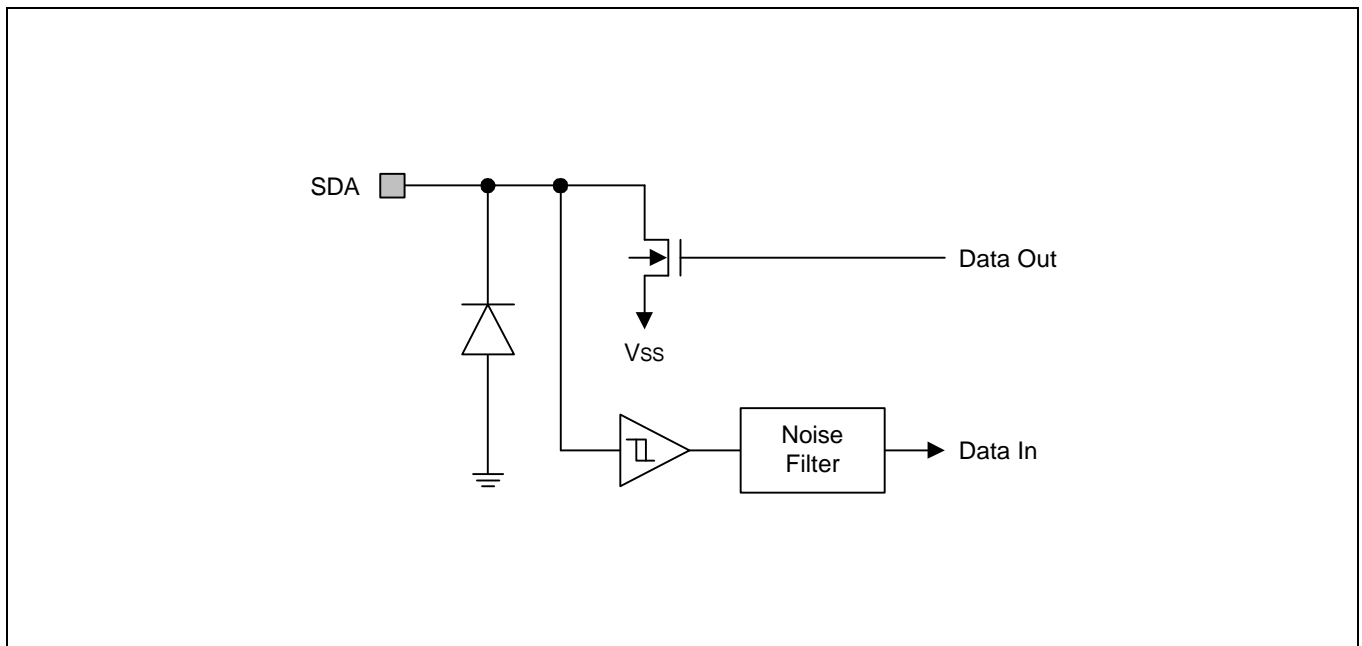 SDA
Data Out
VSS
Noise
Filter
Data In